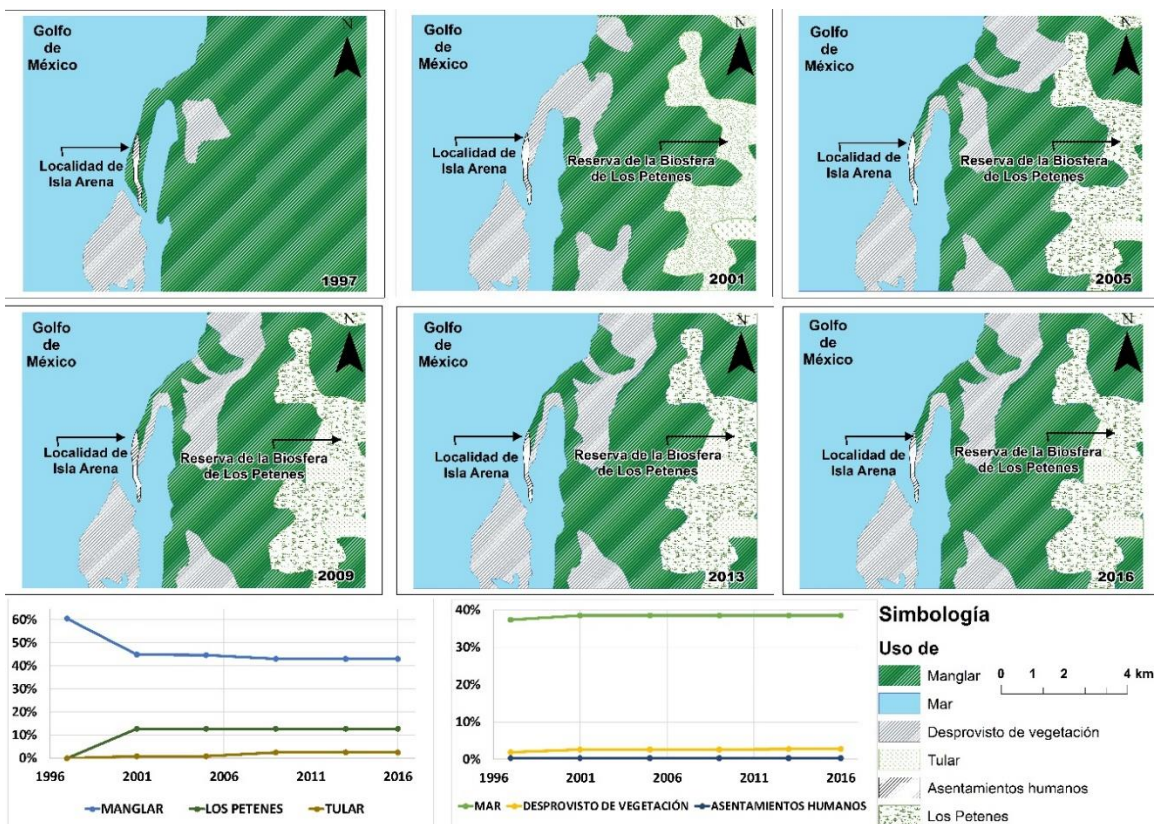 Golfo
de
México
N
Localidad de
Isla Arena
1997
Golfo
de
México
N
Localidad de
Isla Arena
Reserva de la Biosfera
de Los Petenes
2001
Golfo
de
México
N
Localidad de
Isla Arena
Reserva de la Biosfera
de Los Petenes
2005
Golfo
de
México
N
Localidad de
Isla Arena
Reserva de la Biosfera
de Los Petenes
2009
Golfo
de
México
N
Localidad de
Isla Arena
Reserva de la Biosfera
de Los Petenes
2013
Golfo
de
México
N
Localidad de
Isla Arena
Reserva de la Biosfera
de Los Petenes
2016
60%
50%
40%
30%
20%
10%
0%
1996 2001 2006 2011 2016
MANGLAR LOS PETENES TULAR
40%
30%
20%
10%
0%
1996 2001 2006 2011 2016
MAR DESPROVISTO DE VEGETACIÓN ASENTAMIENTOS HUMANOS
Simbología
Uso de
Manglar
0 1 2 4 km
Mar
Desprovisto de vegetación
Tular
Asentamientos humanos
Los Petenes